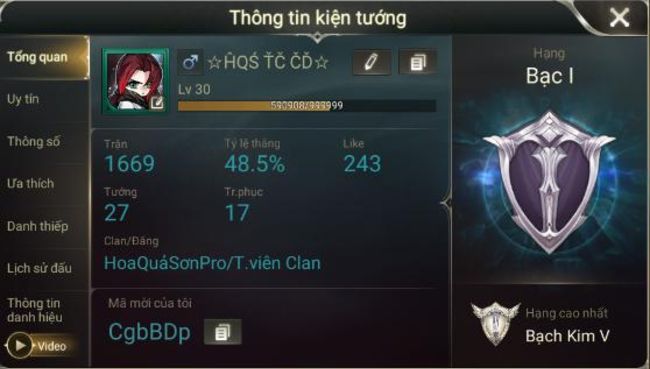 Thông tin kiện tướng
Tổng quan
Uy tín
Thông số
Ưa thích
Danh thiếp
Lịch sử đấu
Thông tin
danh hiệu
Video
☆ĤQŚ ŤČ ČĎ☆
Lv 30
590908/999999
Trận
Tỷ lệ thắng
Like
1669
48.5%
243
Tướng
Tr.phục
27
17
Clan/Đảng
HoaQuảSơnPro/T.viên Clan
Mã mời của tôi
CgbBDp
Hạng
Bạc I
Hạng cao nhất
Bạch Kim V